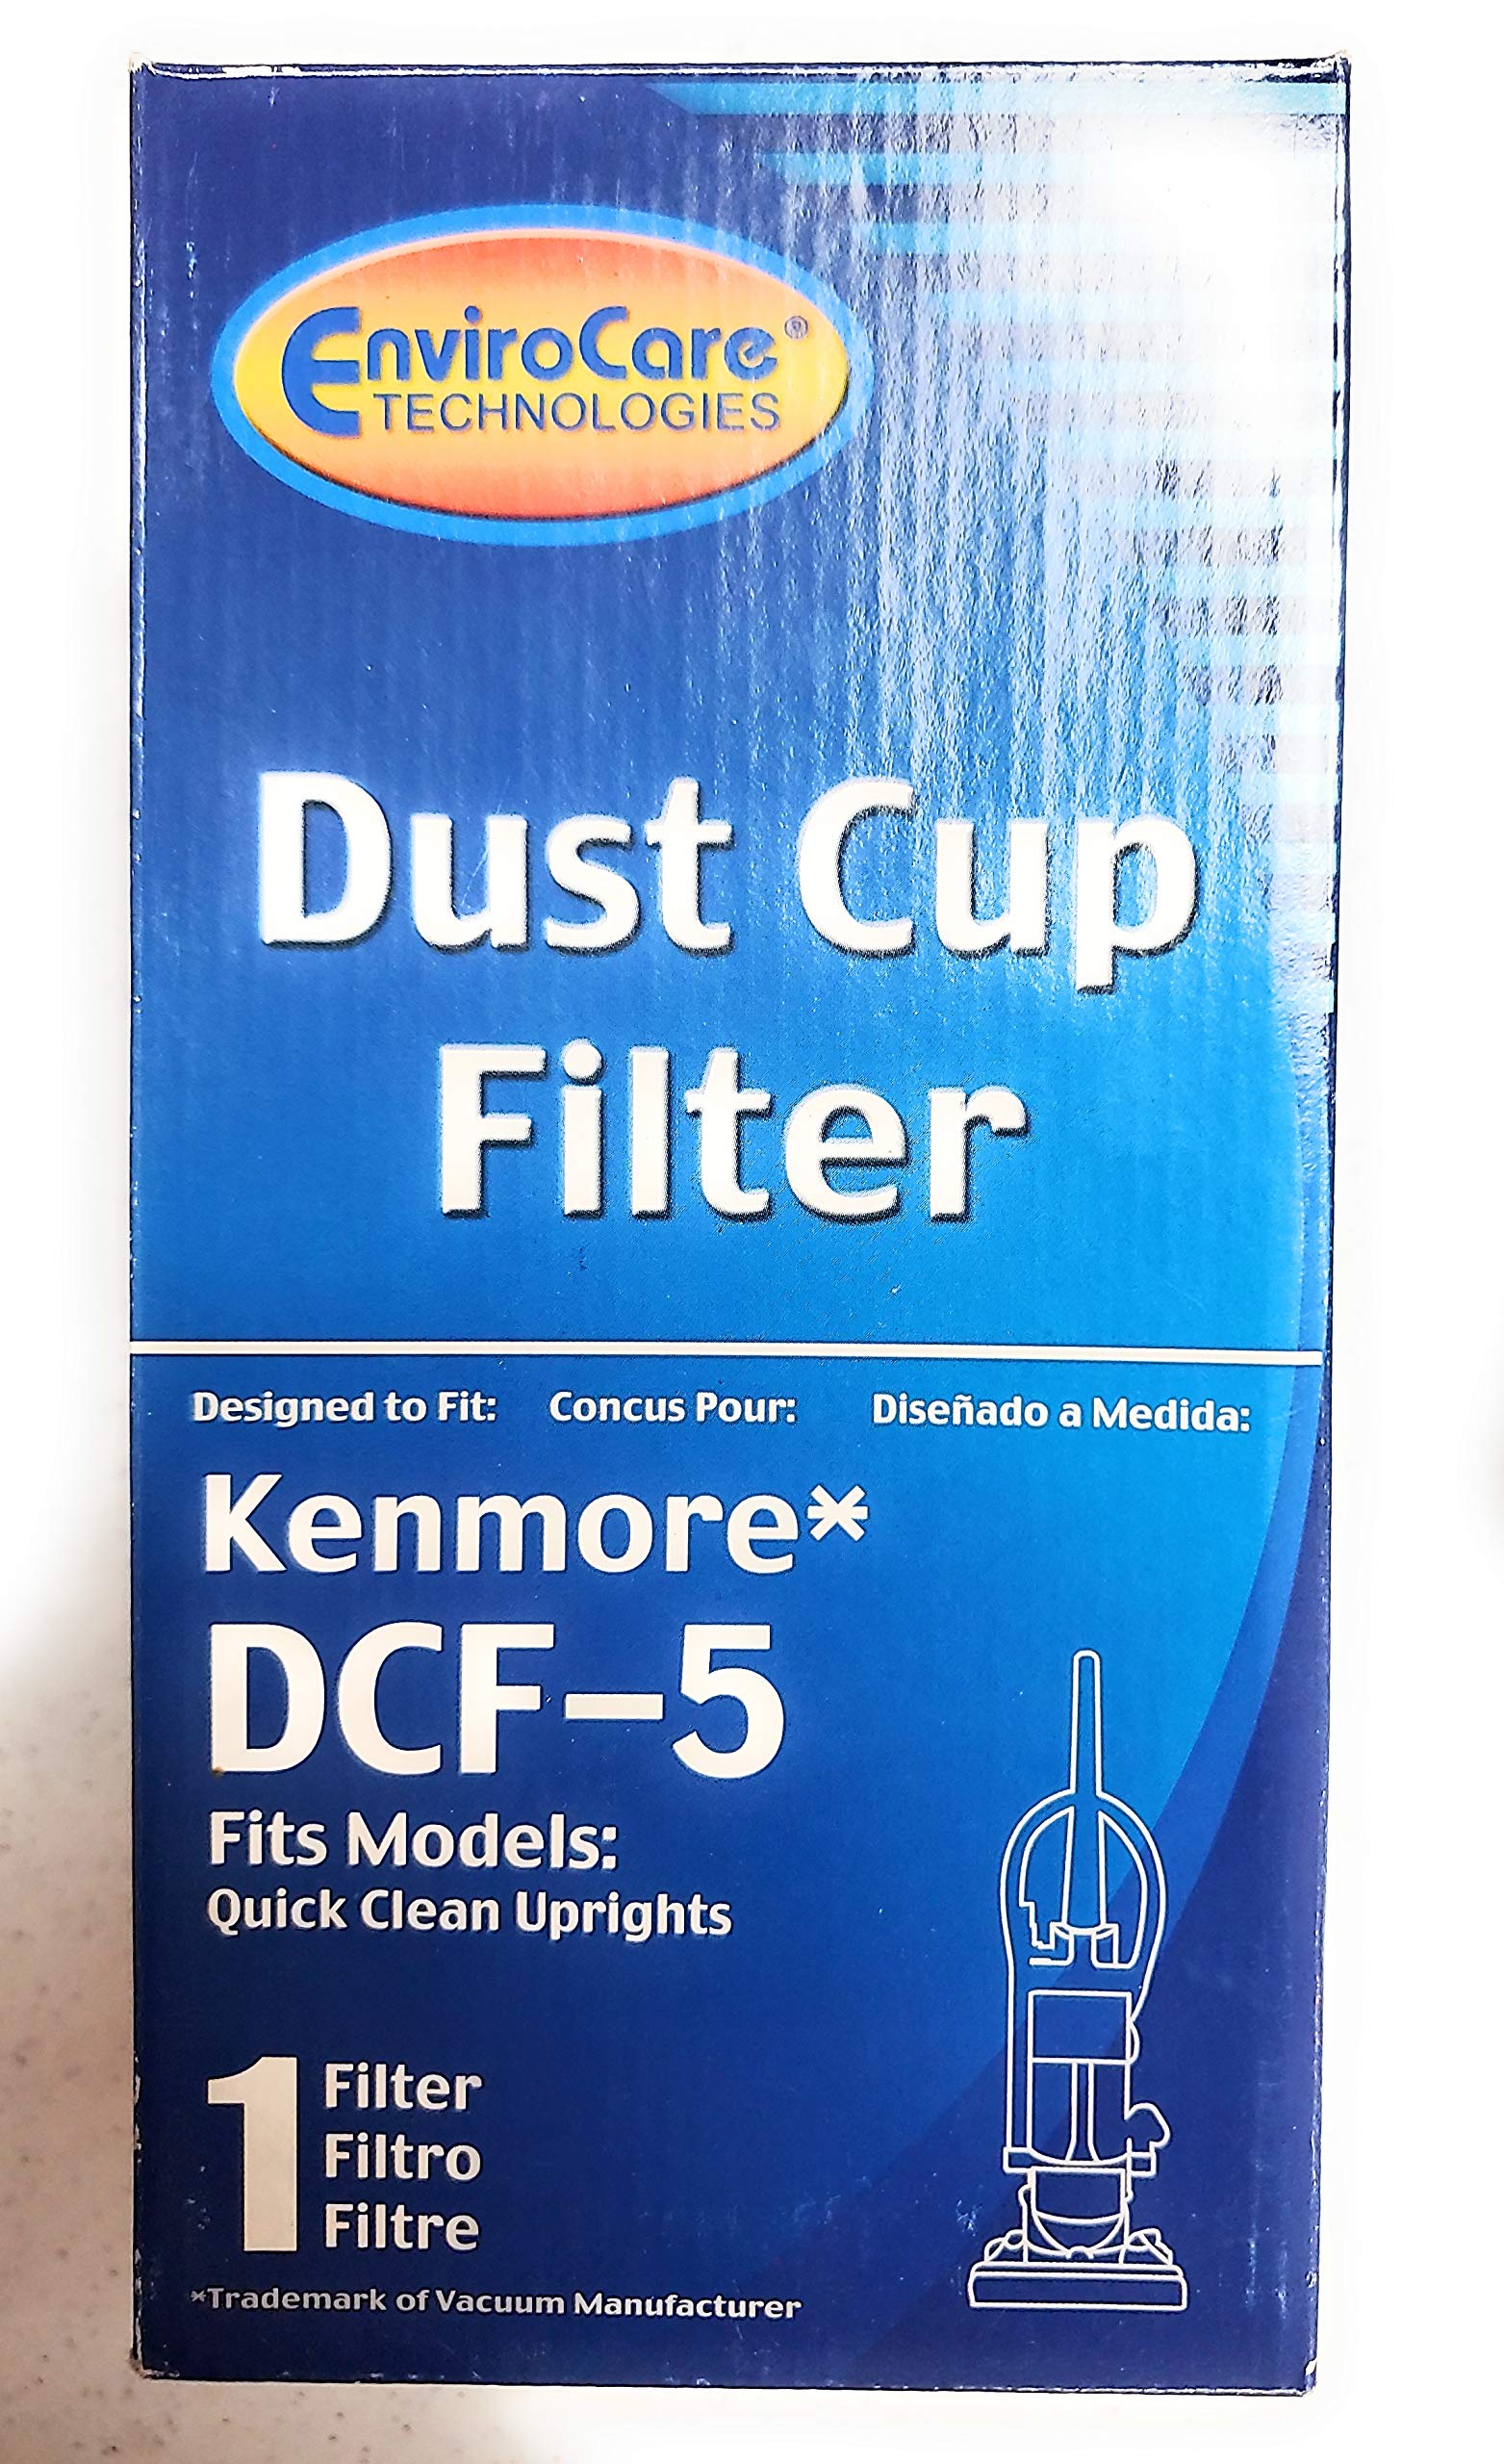 EnviroCare®
TECHNOLOGIES
Dust Cup
Filter
Designed to Fit: Concus Pour: Diseñado a Medida:
Kenmore*
DCF-5
Fits Models:
Quick Clean Uprights
1 Filter
Filtro
Filtre
*Trademark of Vacuum Manufacturer